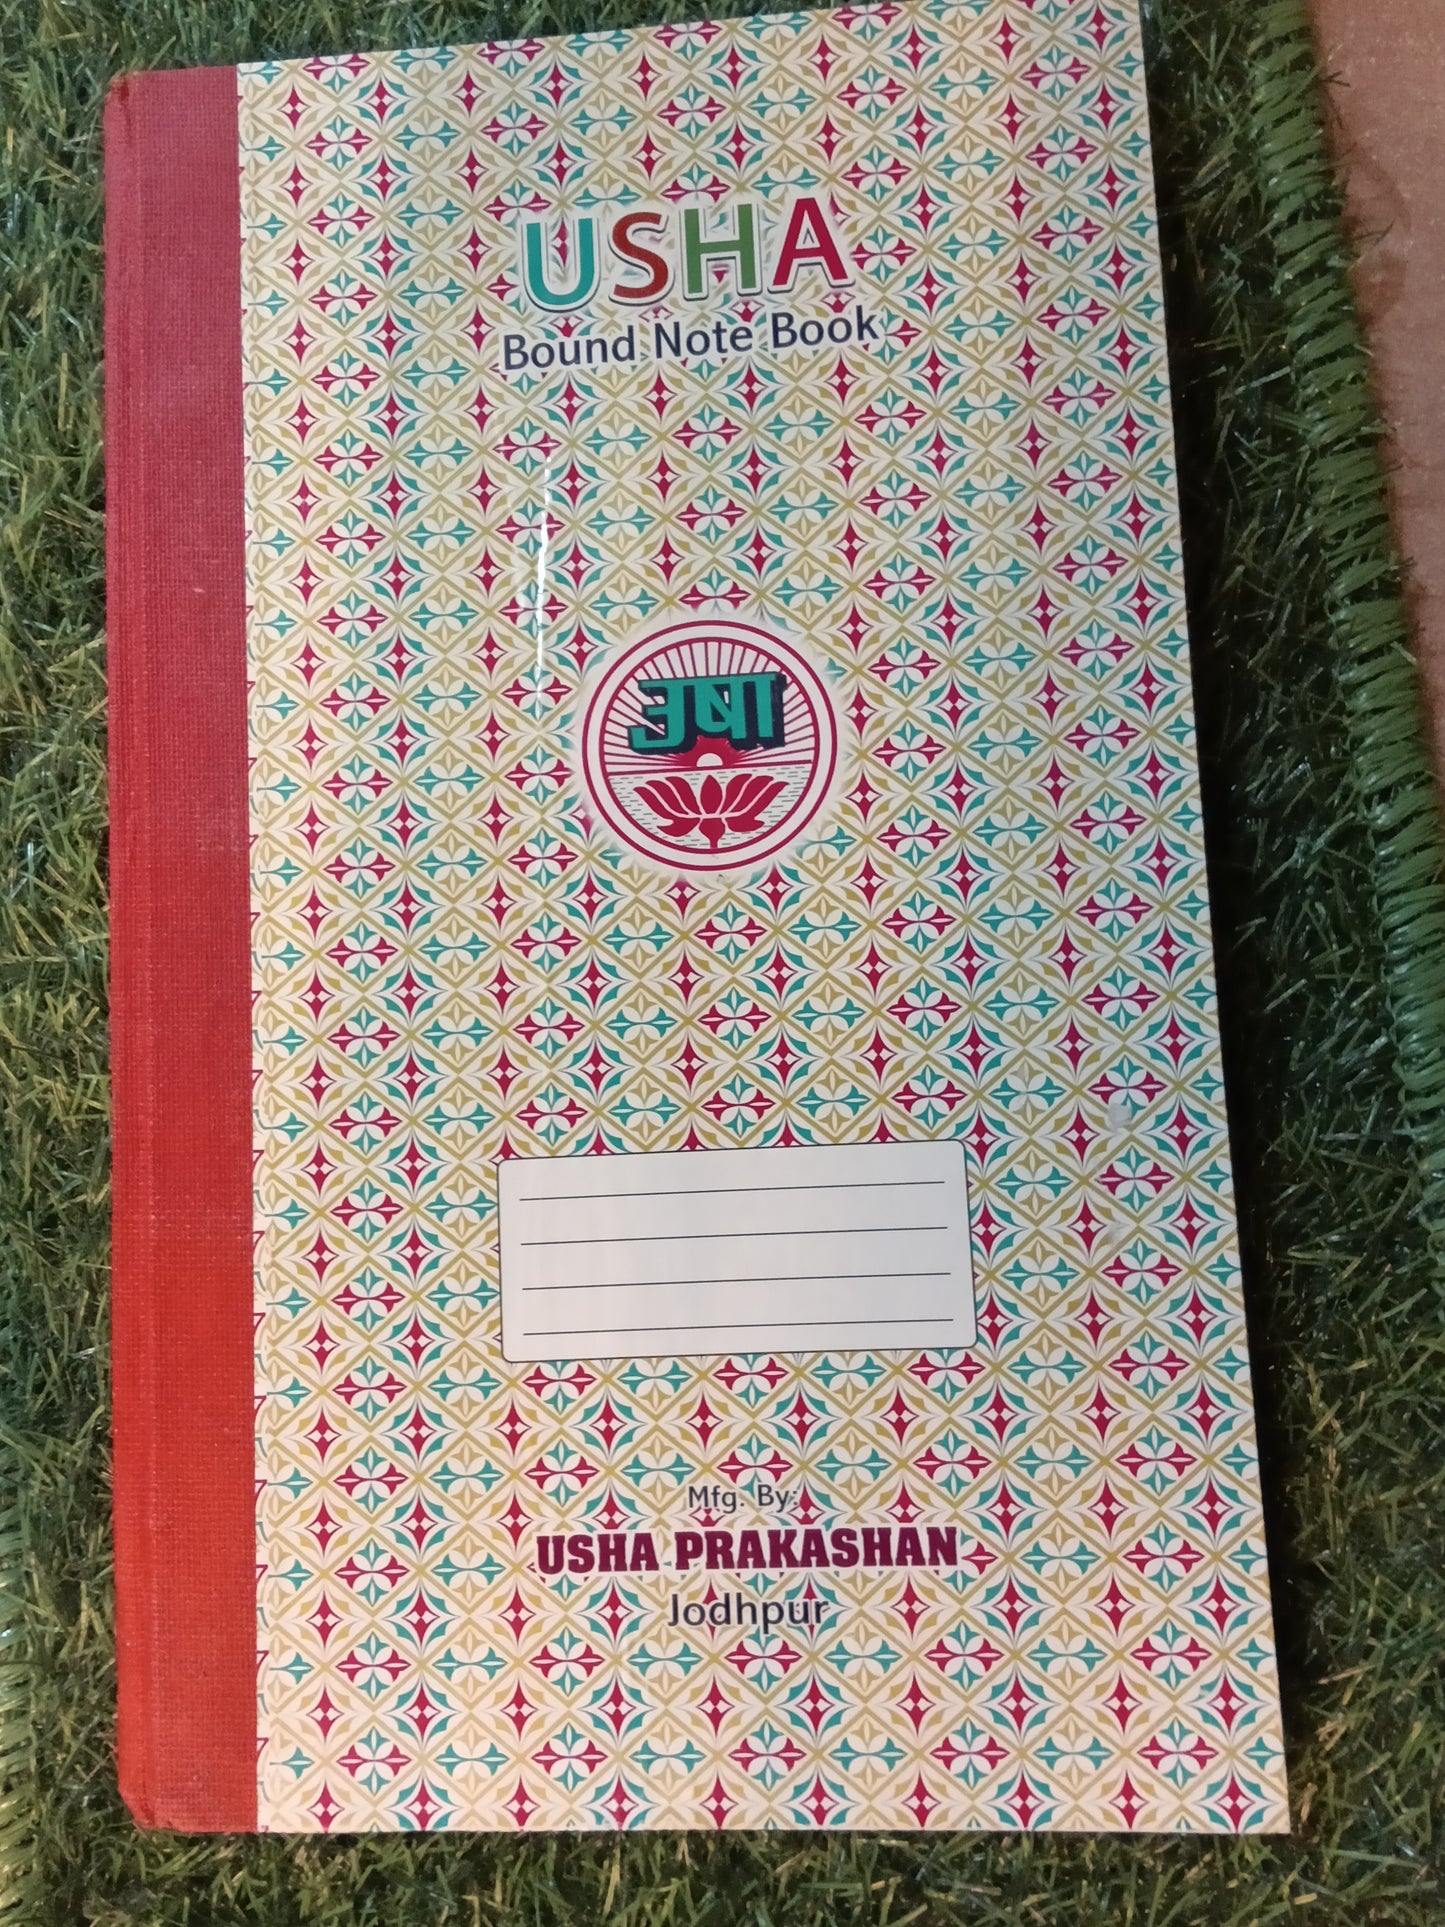 USHA
Bound Note Book
उषा
Mfg. By:
USHA PRAKASHAN
Jodhpur